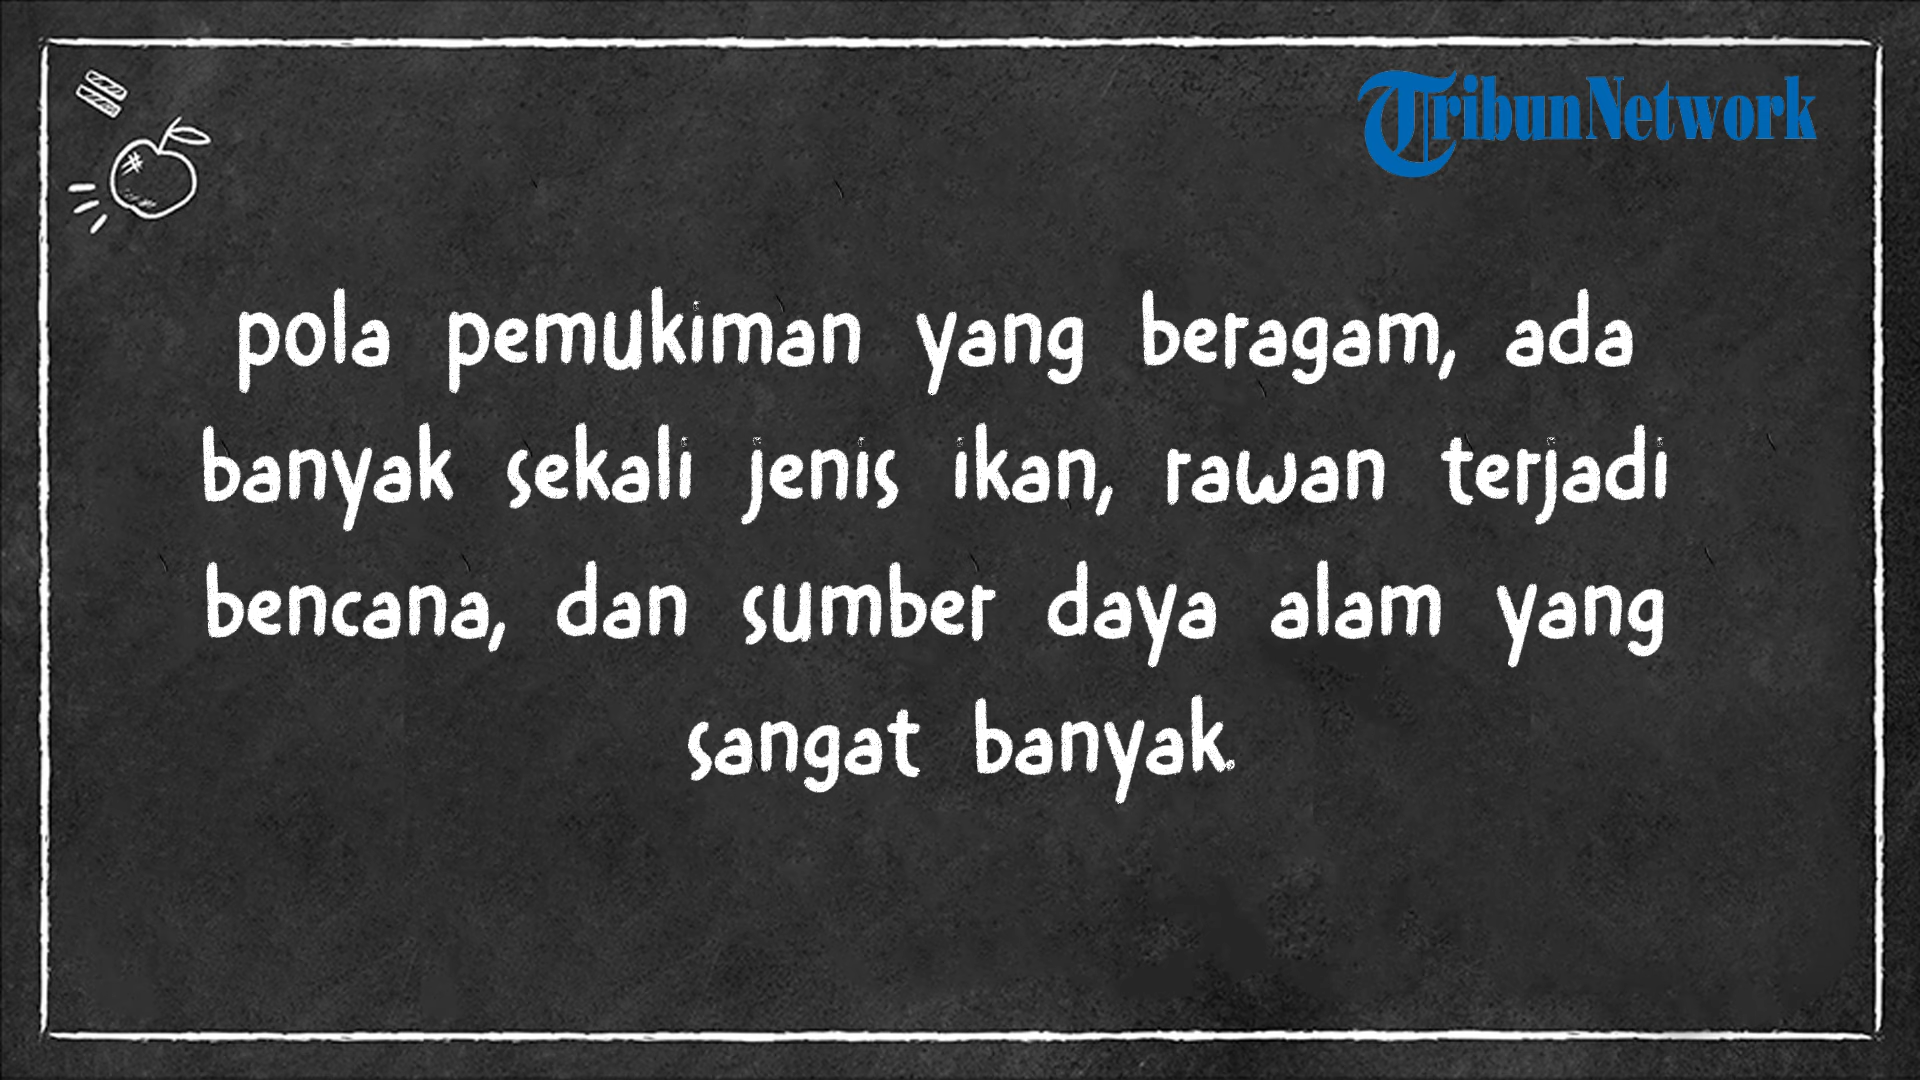 TribunNetwork
pola pemukiman yang beragam, ada
banyak sekali jenis ikan, rawan terjadi
bencana, dan sumber daya alam yang
sangat banyak.